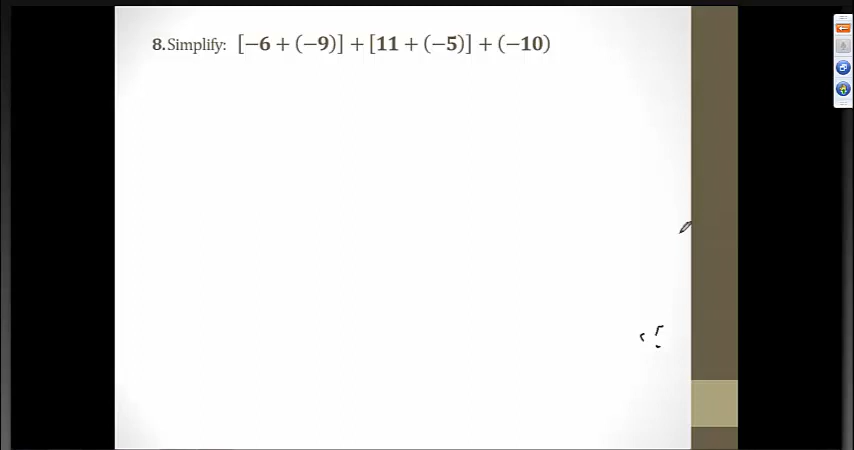 8. Simplify: [−6 + (−9)] + [11 + (−5)] + (−10)